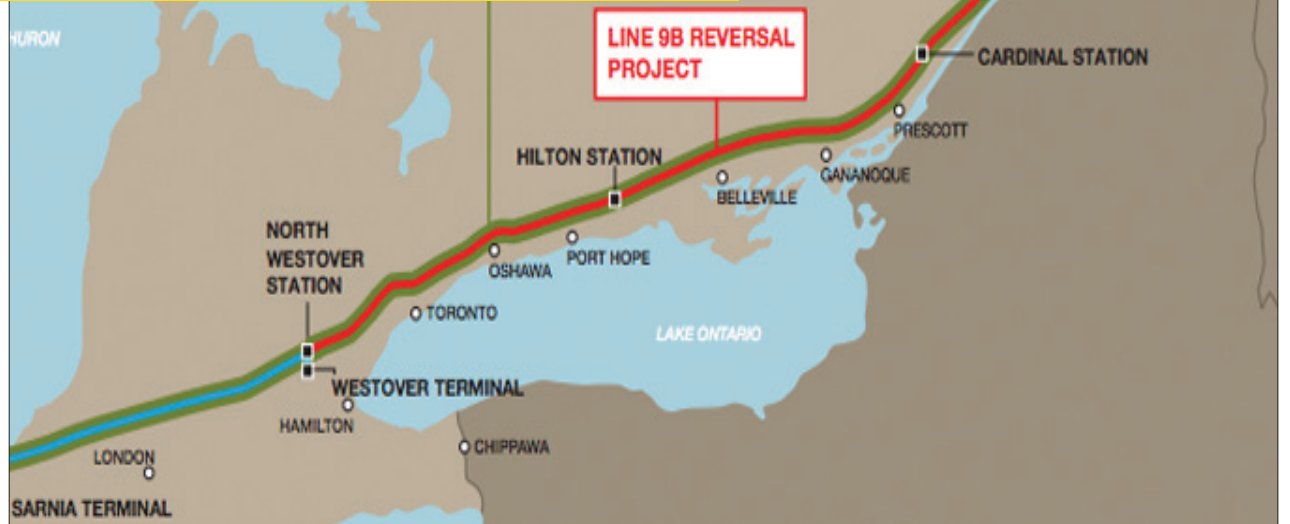 HURON
LINE 9B REVERSAL
PROJECT
CARDINAL STATION
PRESCOTT
HILTON STATION
GANANOQUE
BELLEVILLE
NORTH
WESTOVER
STATION
PORT HOPE
OSHAWA
TORONTO
LAKE ONTARIO
WESTOVER TERMINAL
HAMILTON
CHIPPAWA
LONDON
SARNIA TERMINAL